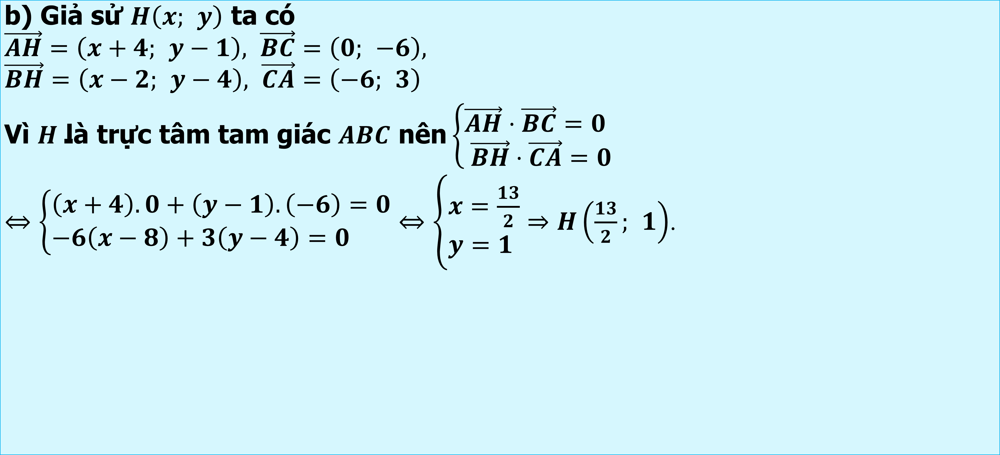 b) Giả sử H(x; y) ta có
$\overrightarrow{AH} = (x + 4; y - 1), \overrightarrow{BC} = (0; -6),$
$\overrightarrow{BH} = (x - 2; y - 4), \overrightarrow{CA} = (-6; 3)$
Vì H là trực tâm tam giác ABC nên $\begin{cases} \overrightarrow{AH} \cdot \overrightarrow{BC} = 0 \\ \overrightarrow{BH} \cdot \overrightarrow{CA} = 0 \end{cases}$
$\Leftrightarrow \begin{cases} (x + 4).0 + (y - 1).(-6) = 0 \\ -6(x - 8) + 3(y - 4) = 0 \end{cases} \Leftrightarrow \begin{cases} x = \frac{13}{2} \\ y = 1 \end{cases} \Rightarrow H\left(\frac{13}{2}; 1\right).$